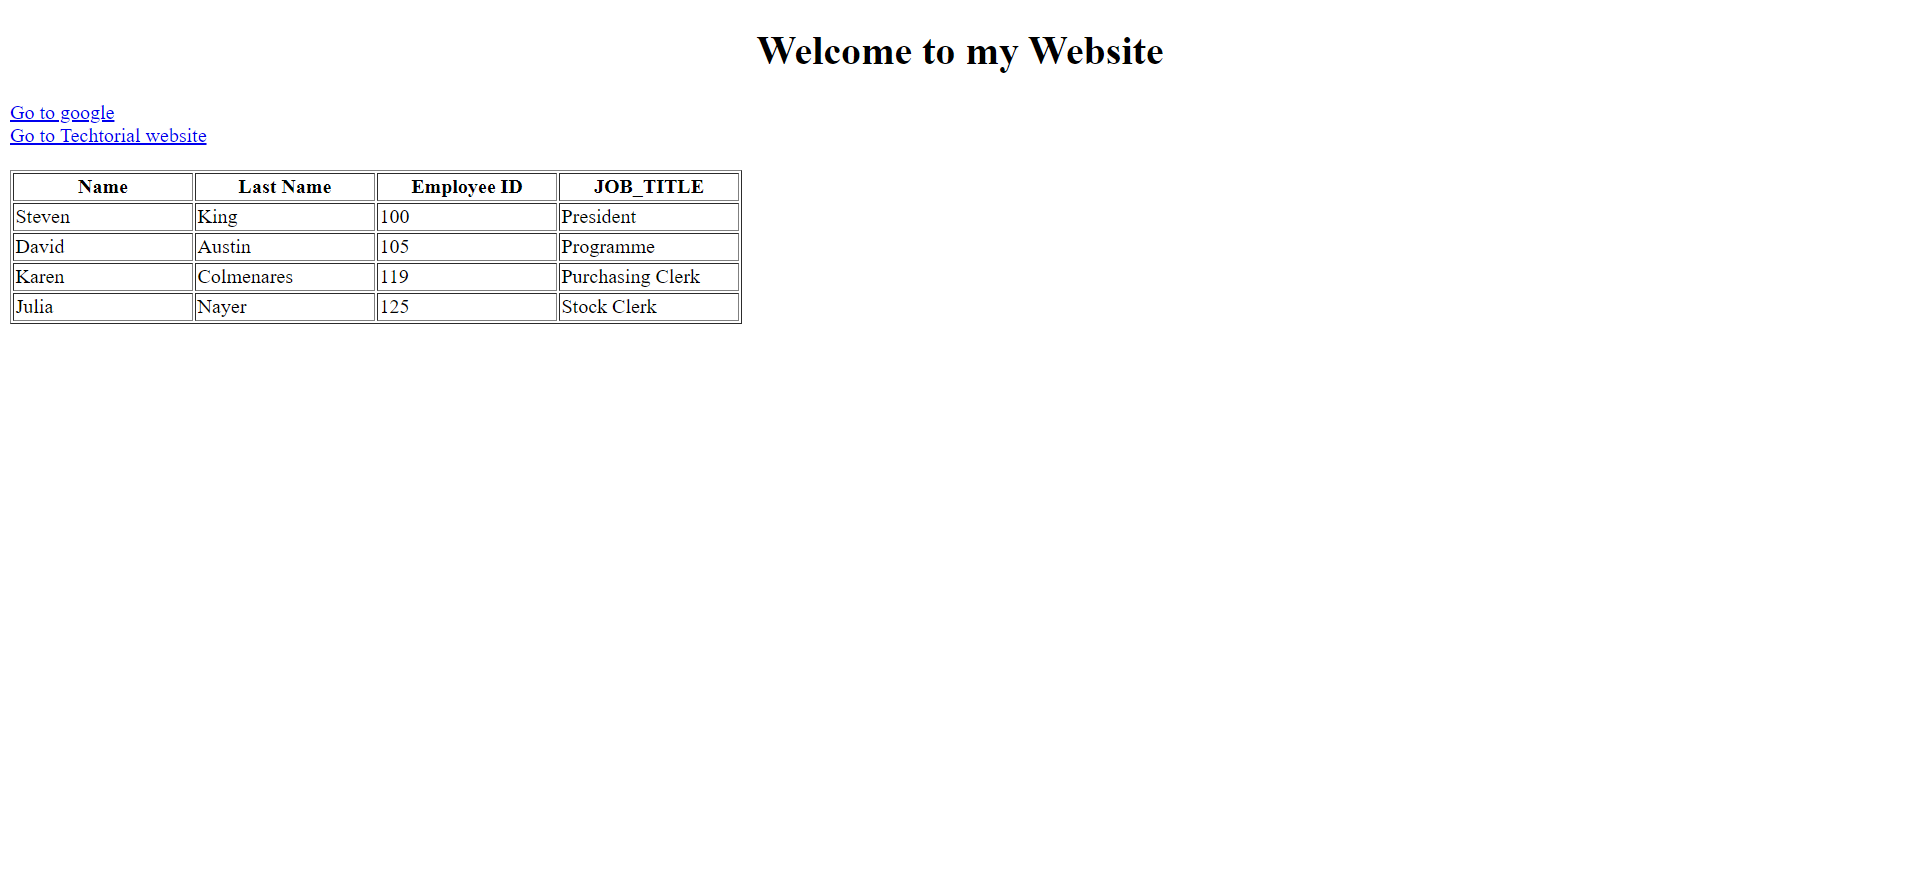 Welcome to my Website
Go to google
Go to Techtorial website
Name Last Name Employee ID JOB_TITLE
Steven King 100 President
David Austin 105 Programme
Karen Colmenares 119 Purchasing Clerk
Julia Nayer 125 Stock Clerk